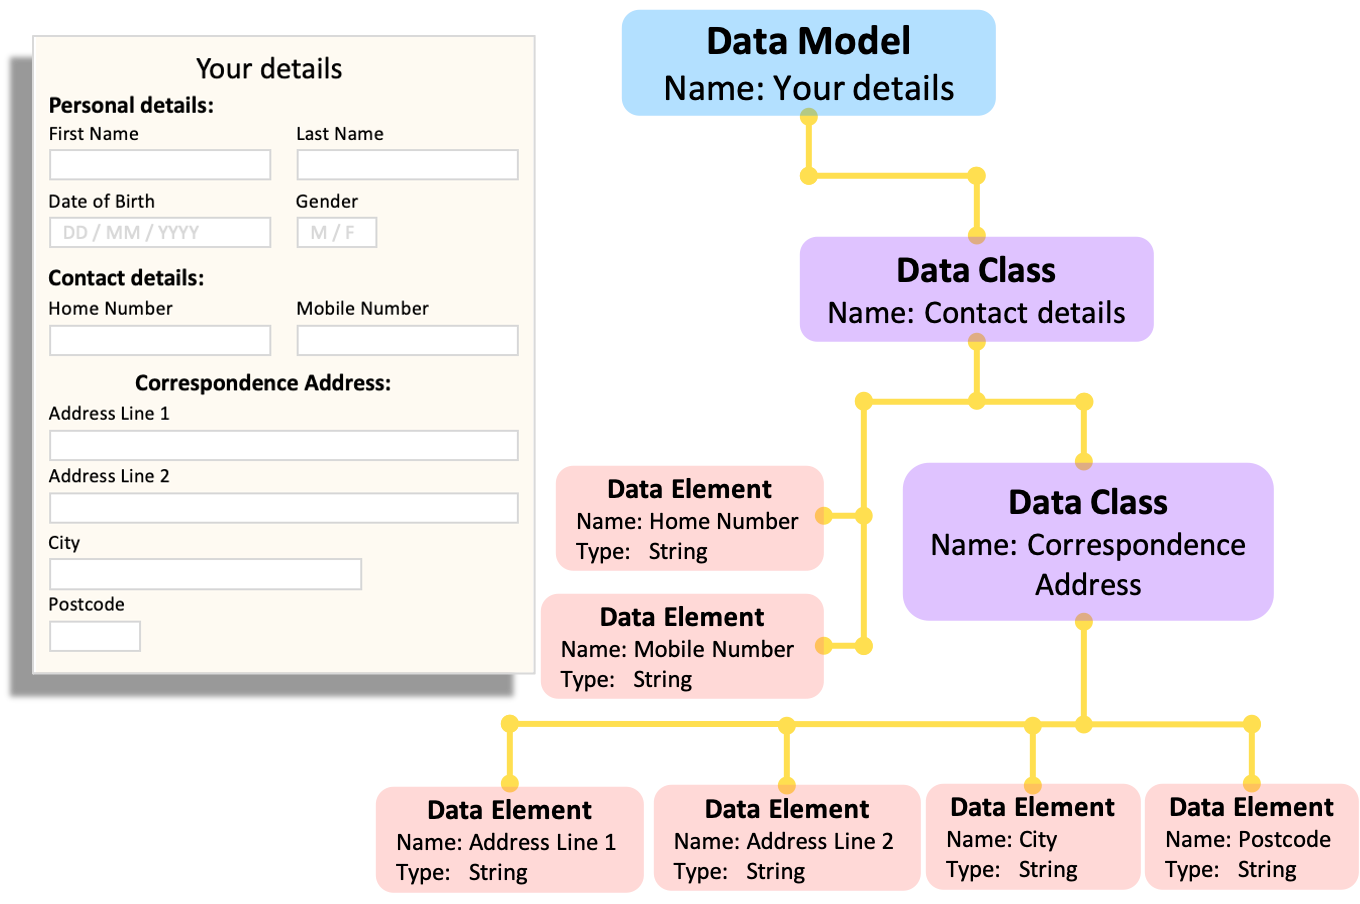 Your details
Personal details:
First Name
Last Name
Date of Birth
Gender
DD / MM / YYYY
M / F
Contact details:
Home Number
Mobile Number
Correspondence Address:
Address Line 1
Address Line 2
City
Postcode
Data Model
Name: Your details
Data Class
Name: Contact details
Data Element
Name: Home Number
Type: String
Data Element
Name: Mobile Number
Type: String
Data Class
Name: Correspondence
Address
Data Element
Name: Address Line 1
Type: String
Data Element
Name: Address Line 2
Type: String
Data Element
Name: City
Type: String
Data Element
Name: Postcode
Type: String